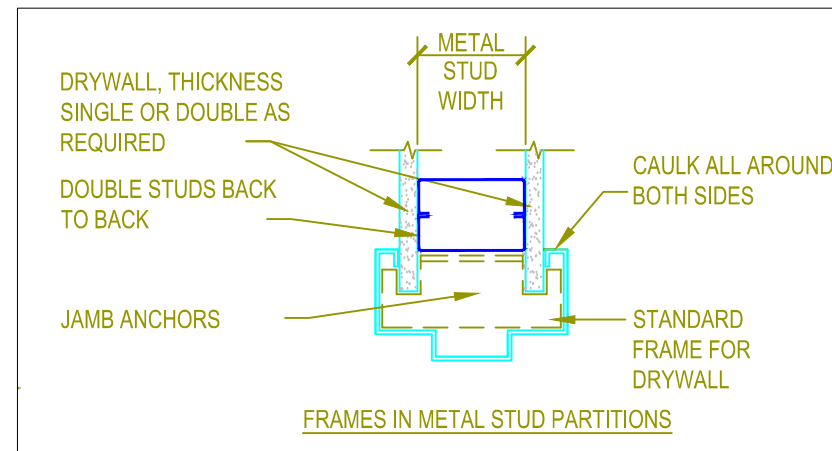 METAL
STUD
WIDTH
DRYWALL, THICKNESS
SINGLE OR DOUBLE AS
REQUIRED
DOUBLE STUDS BACK
TO BACK
CAULK ALL AROUND
BOTH SIDES
JAMB ANCHORS
STANDARD
FRAME FOR
DRYWALL
FRAMES IN METAL STUD PARTITIONS